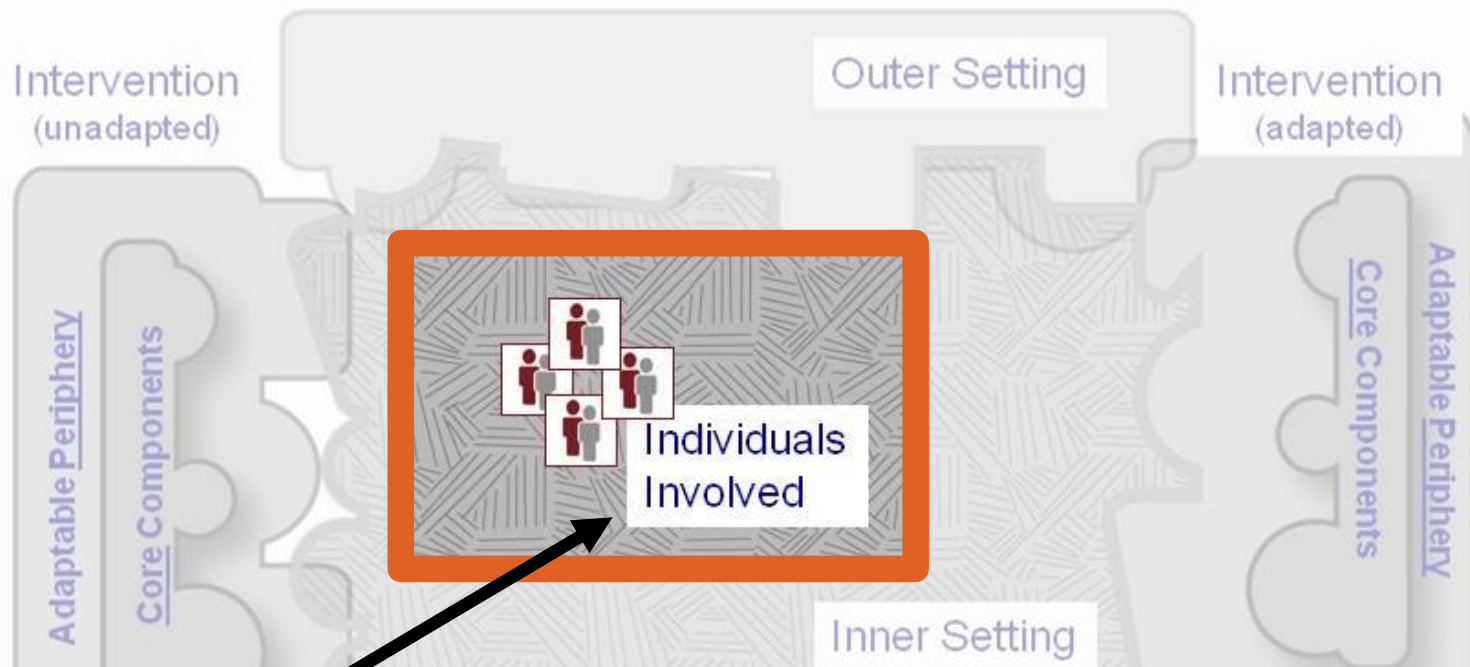 Intervention
(unadapted)
Outer Setting
Intervention
(adapted)
Adaptable Periphery
Core Components
Individuals
Involved
Core Components
Adaptable Periphery
Inner Setting